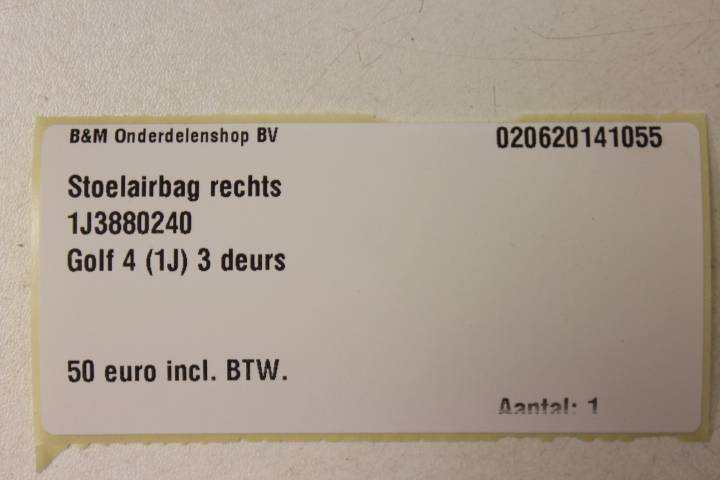 B&M Onderdelenshop BV 020620141055
Stoelairbag rechts
1J3880240
Golf 4 (1J) 3 deurs
50 euro incl. BTW.
Aantal: 1